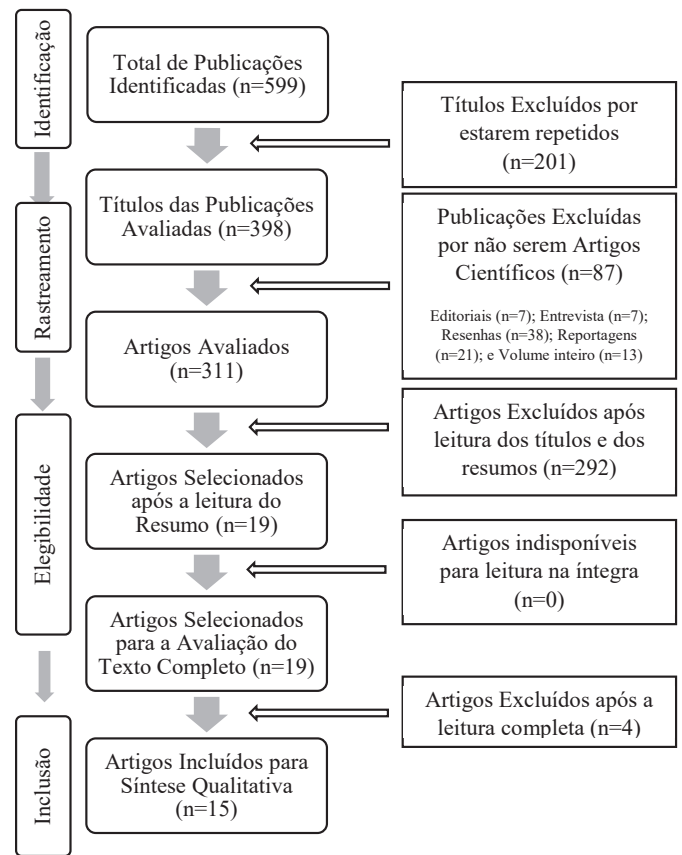 Identificação
Total de Publicações
Identificadas (n=599)
Títulos Excluídos por
estarem repetidos
(n=201)
Rastreamento
Títulos das Publicações
Avaliadas (n=398)
Publicações Excluídas
por não serem Artigos
Científicos (n=87)
Editoriais (n=7); Entrevista (n=7);
Resenhas (n=38); Reportagens
(n=21); e Volume inteiro (n=13)
Artigos Avaliados
(n=311)
Artigos Excluídos após
leitura dos títulos e dos
resumos (n=292)
Elegibilidade
Artigos Selecionados
após a leitura do
Resumo (n=19)
Artigos indisponíveis
para leitura na íntegra
(n=0)
Artigos Selecionados
para a Avaliação do
Texto Completo (n=19)
Artigos Excluídos após a
leitura completa (n=4)
Inclusão
Artigos Incluídos para
Síntese Qualitativa
(n=15)